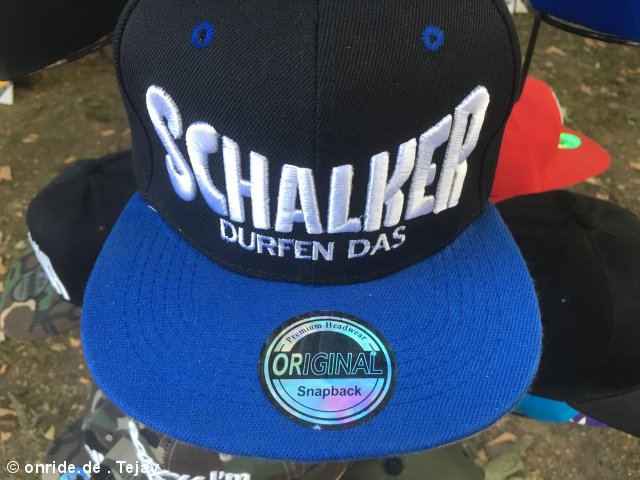 SCHALKER
DURFEN DAS
Premium Headwear
ORIGINAL
Snapback
I'm
© onride.de . Tejay